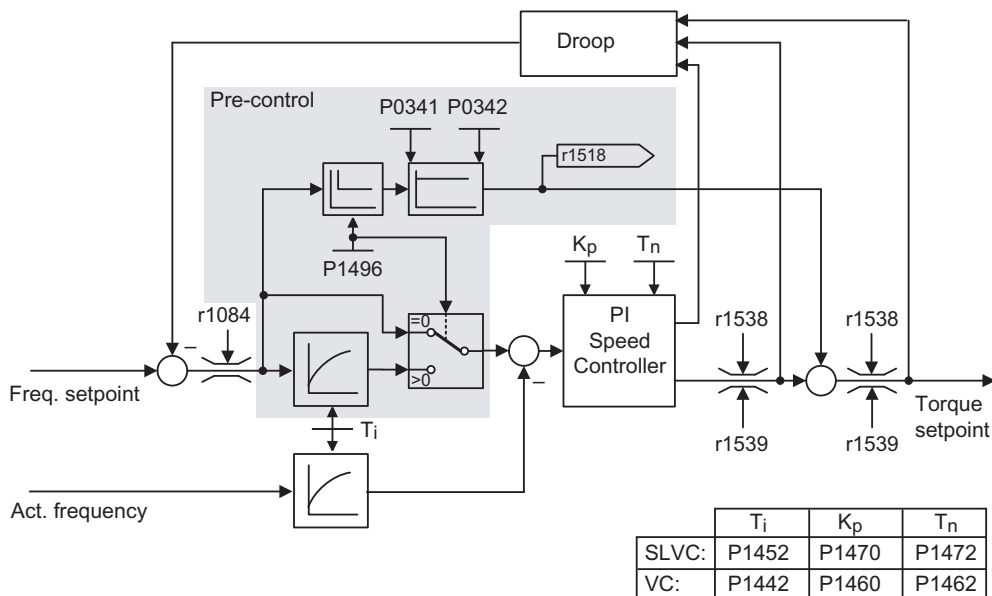 Droop
Pre-control
P0341 P0342
r1518
P1496
Kp Tn
r1084
=0
>0
PI
Speed
Controller
r1538
r1538
–
–
Freq. setpoint
Torque
setpoint
r1539
r1539
Ti
Act. frequency
Ti Kp Tn
SLVC: P1452 P1470 P1472
VC: P1442 P1460 P1462